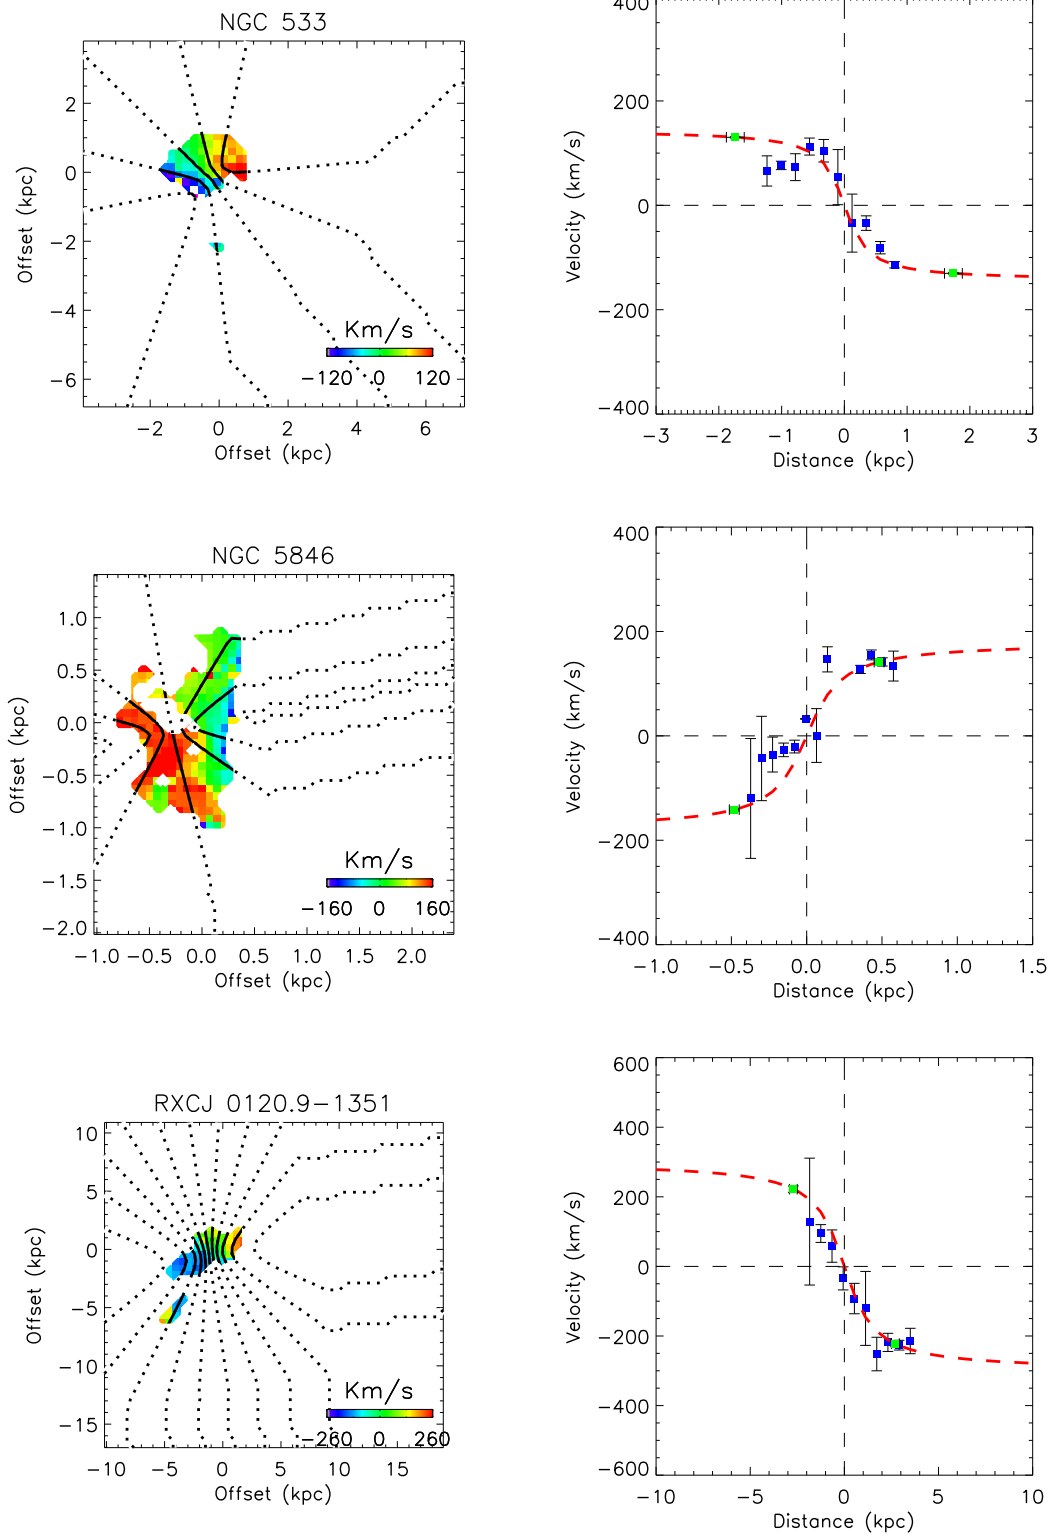 NGC 533
2
0
−2
−4
−6
Offset (kpc)
Km/s
−120 0 120
−2 0 2 4 6
Offset (kpc)
400
200
0
−200
−400
Velocity (km/s)
−3 −2 −1 0 1 2 3
Distance (kpc)
NGC 5846
1.0
0.5
0.0
−0.5
−1.0
−1.5
−2.0
Offset (kpc)
Km/s
−160 0 160
−1.0 −0.5 0.0 0.5 1.0 1.5 2.0
Offset (kpc)
400
200
0
−200
−400
Velocity (km/s)
−1.0 −0.5 0.0 0.5 1.0 1.5
Distance (kpc)
RXCJ 0120.9−1351
10
5
0
−5
−10
−15
Offset (kpc)
Km/s
−260 0 260
−10 −5 0 5 10 15
Offset (kpc)
600
400
200
0
−200
−400
−600
Velocity (km/s)
−10 −5 0 5 10
Distance (kpc)